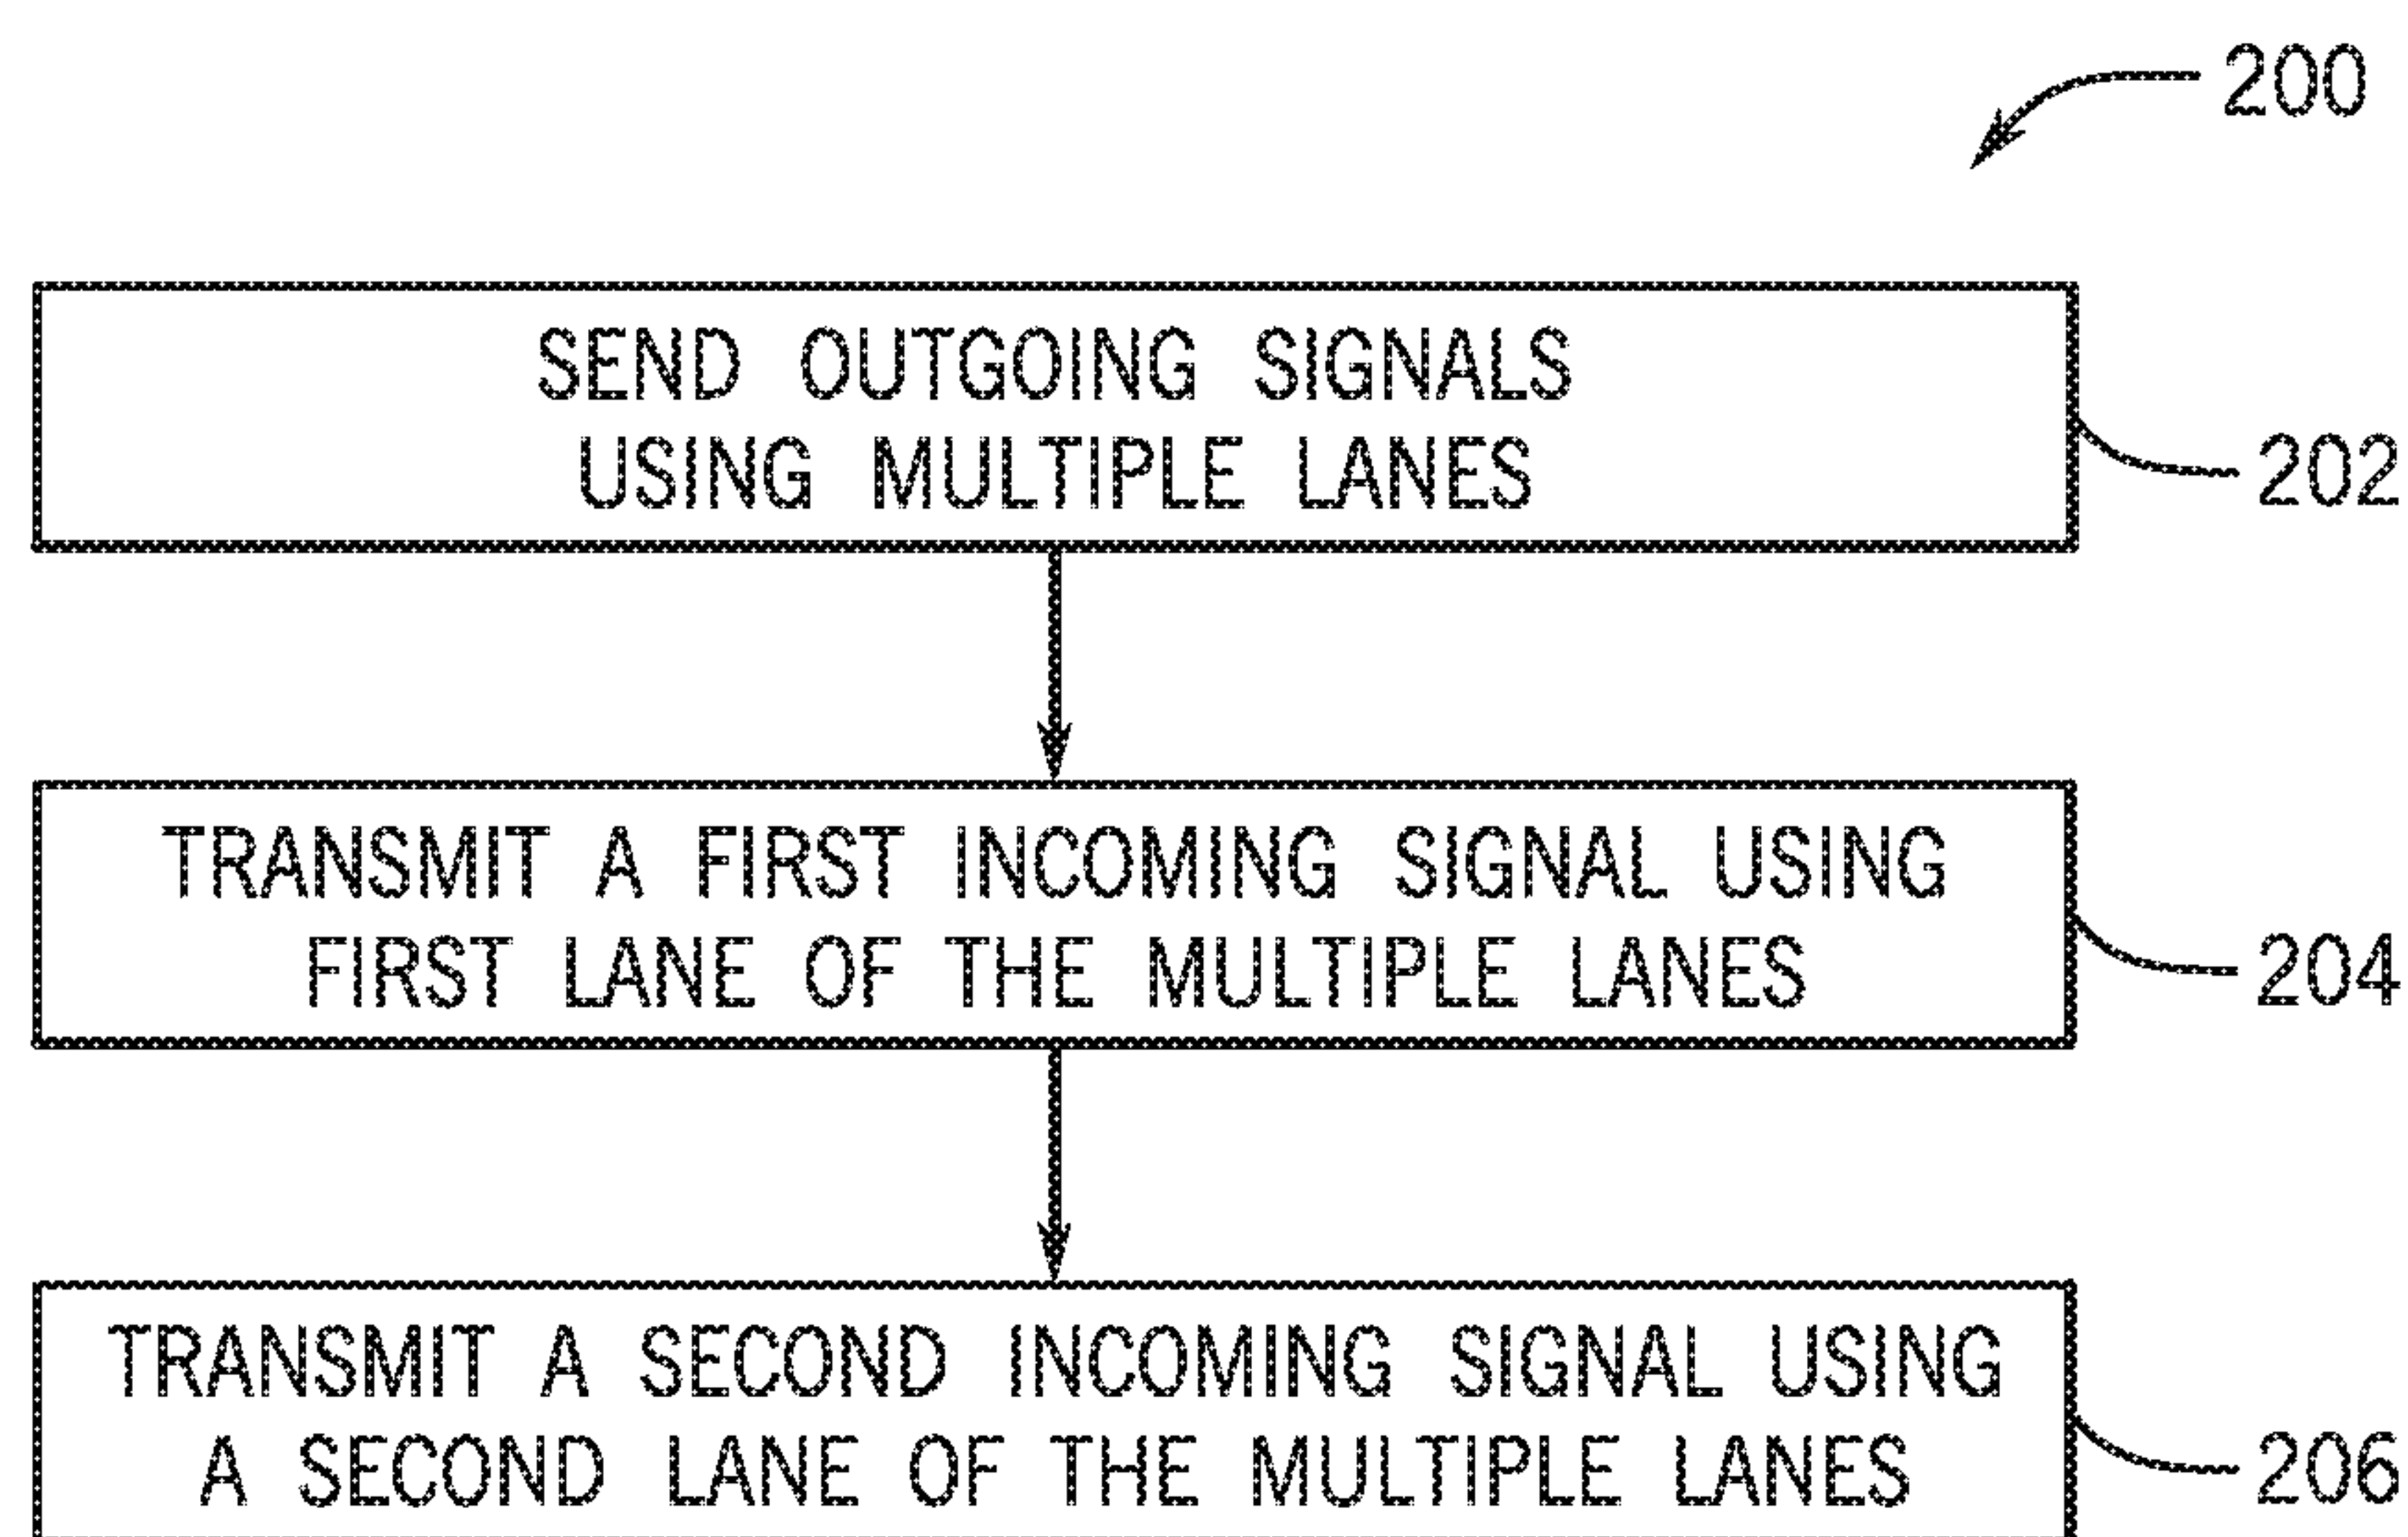 200
SEND OUTGOING SIGNALS
USING MULTIPLE LANES
202
TRANSMIT A FIRST INCOMING SIGNAL USING
FIRST LANE OF THE MULTIPLE LANES
204
TRANSMIT A SECOND INCOMING SIGNAL USING
A SECOND LANE OF THE MULTIPLE LANES
206